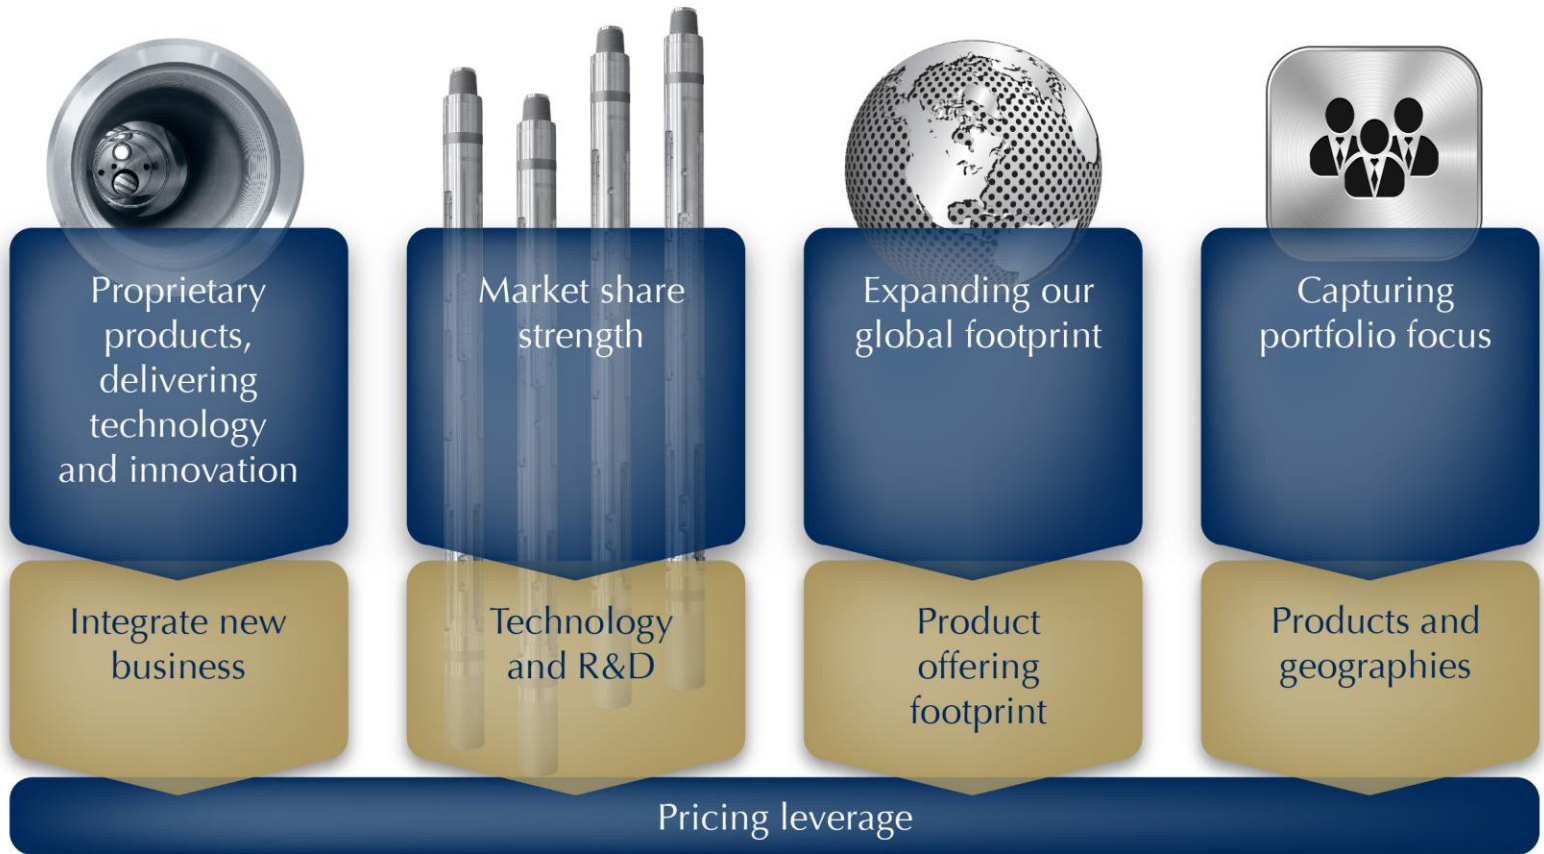 Proprietary
products,
delivering
technology
and innovation
Integrate new
business
Market share
strength
Technology
and R&D
Expanding our
global footprint
Product
offering
footprint
Capturing
portfolio focus
Products and
geographies
Pricing leverage